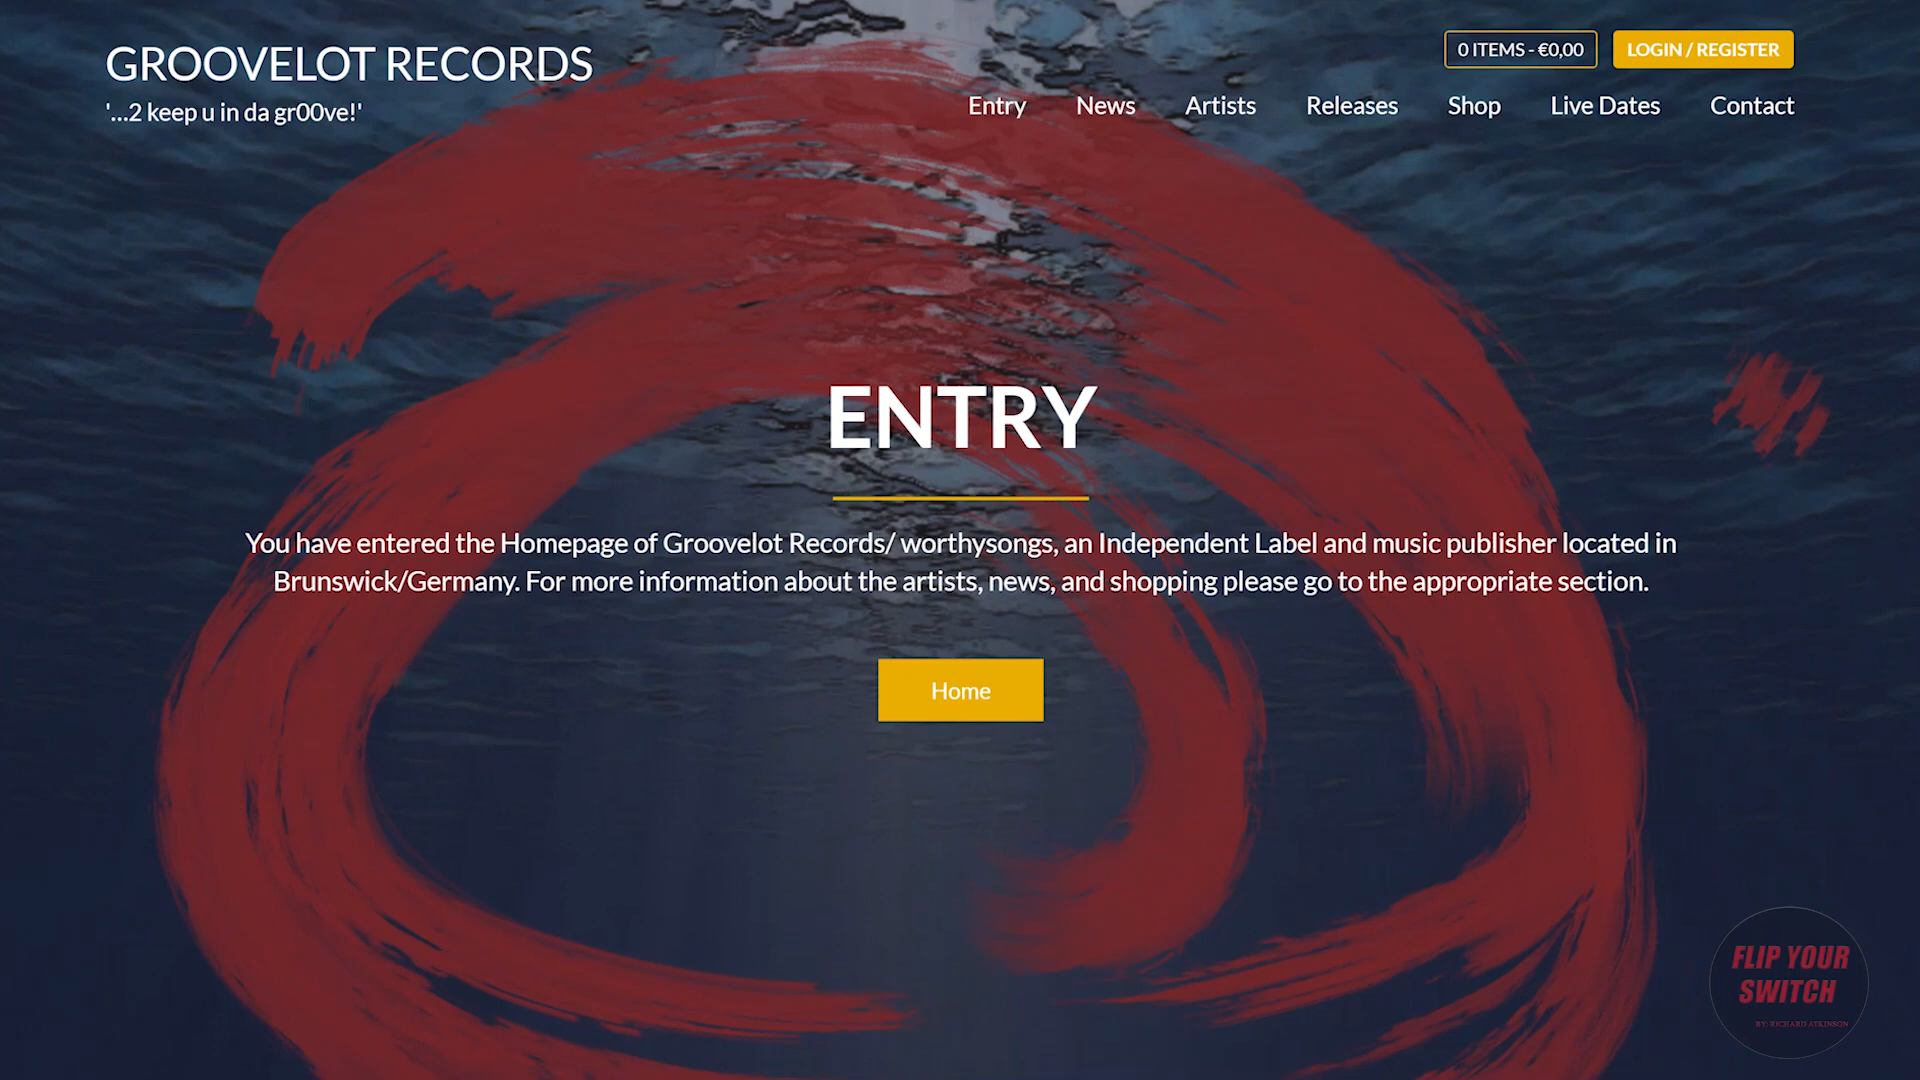 GROOVELOT RECORDS
'...2 keep u in da gr00ve!'
0 ITEMS - €0,00
LOGIN / REGISTER
Entry
News
Artists
Releases
Shop
Live Dates
Contact
ENTRY
You have entered the Homepage of Groovelot Records/ worthysongs, an Independent Label and music publisher located in
Brunswick/Germany. For more information about the artists, news, and shopping please go to the appropriate section.
Home
FLIP YOUR
SWITCH
BY: RICHARD ATKINSON